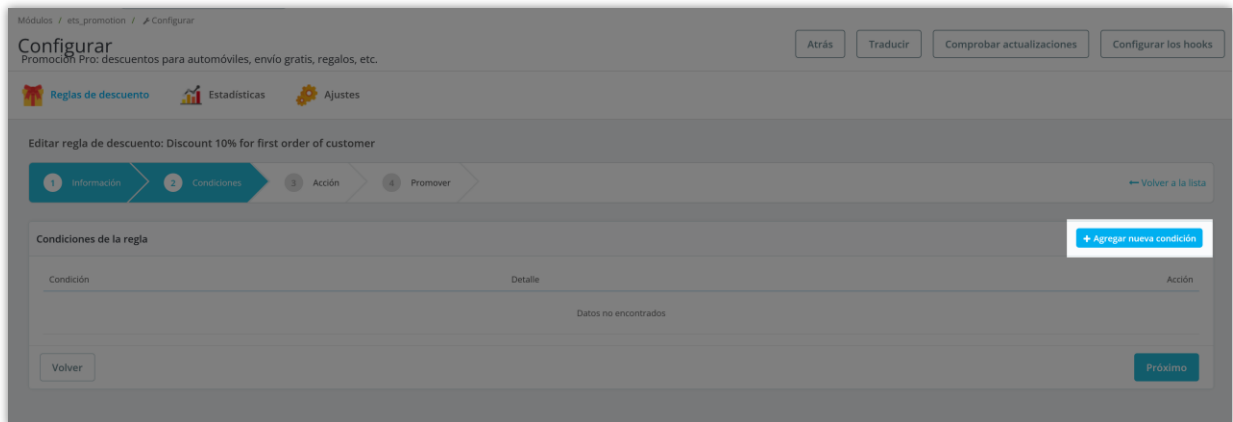 Módulos / ets_promotion / Configurar
Configurar
Promoción Pro: descuentos para automóviles, envío gratis, regalos, etc.
Atrás Traducir Comprobar actualizaciones Configurar los hooks
Reglas de descuento Estadísticas Ajustes
Editar regla de descuento: Discount 10% for first order of customer
1 Información 2 Condiciones 3 Acción 4 Promover
Volver a la lista
Condiciones de la regla
+ Agregar nueva condición
Condición Detalle Acción
Datos no encontrados
Volver Próximo